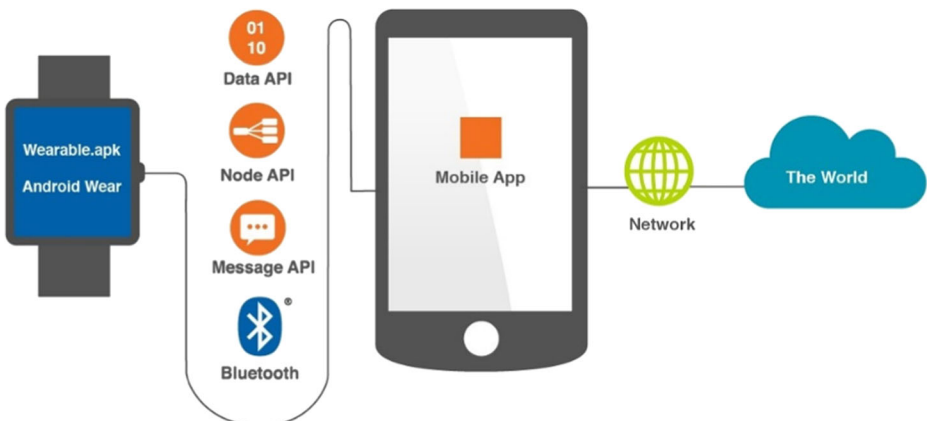 Wearable.apk
Android Wear
01
10
Data API
Node API
Message API
®
Bluetooth
Mobile App
Network
The World